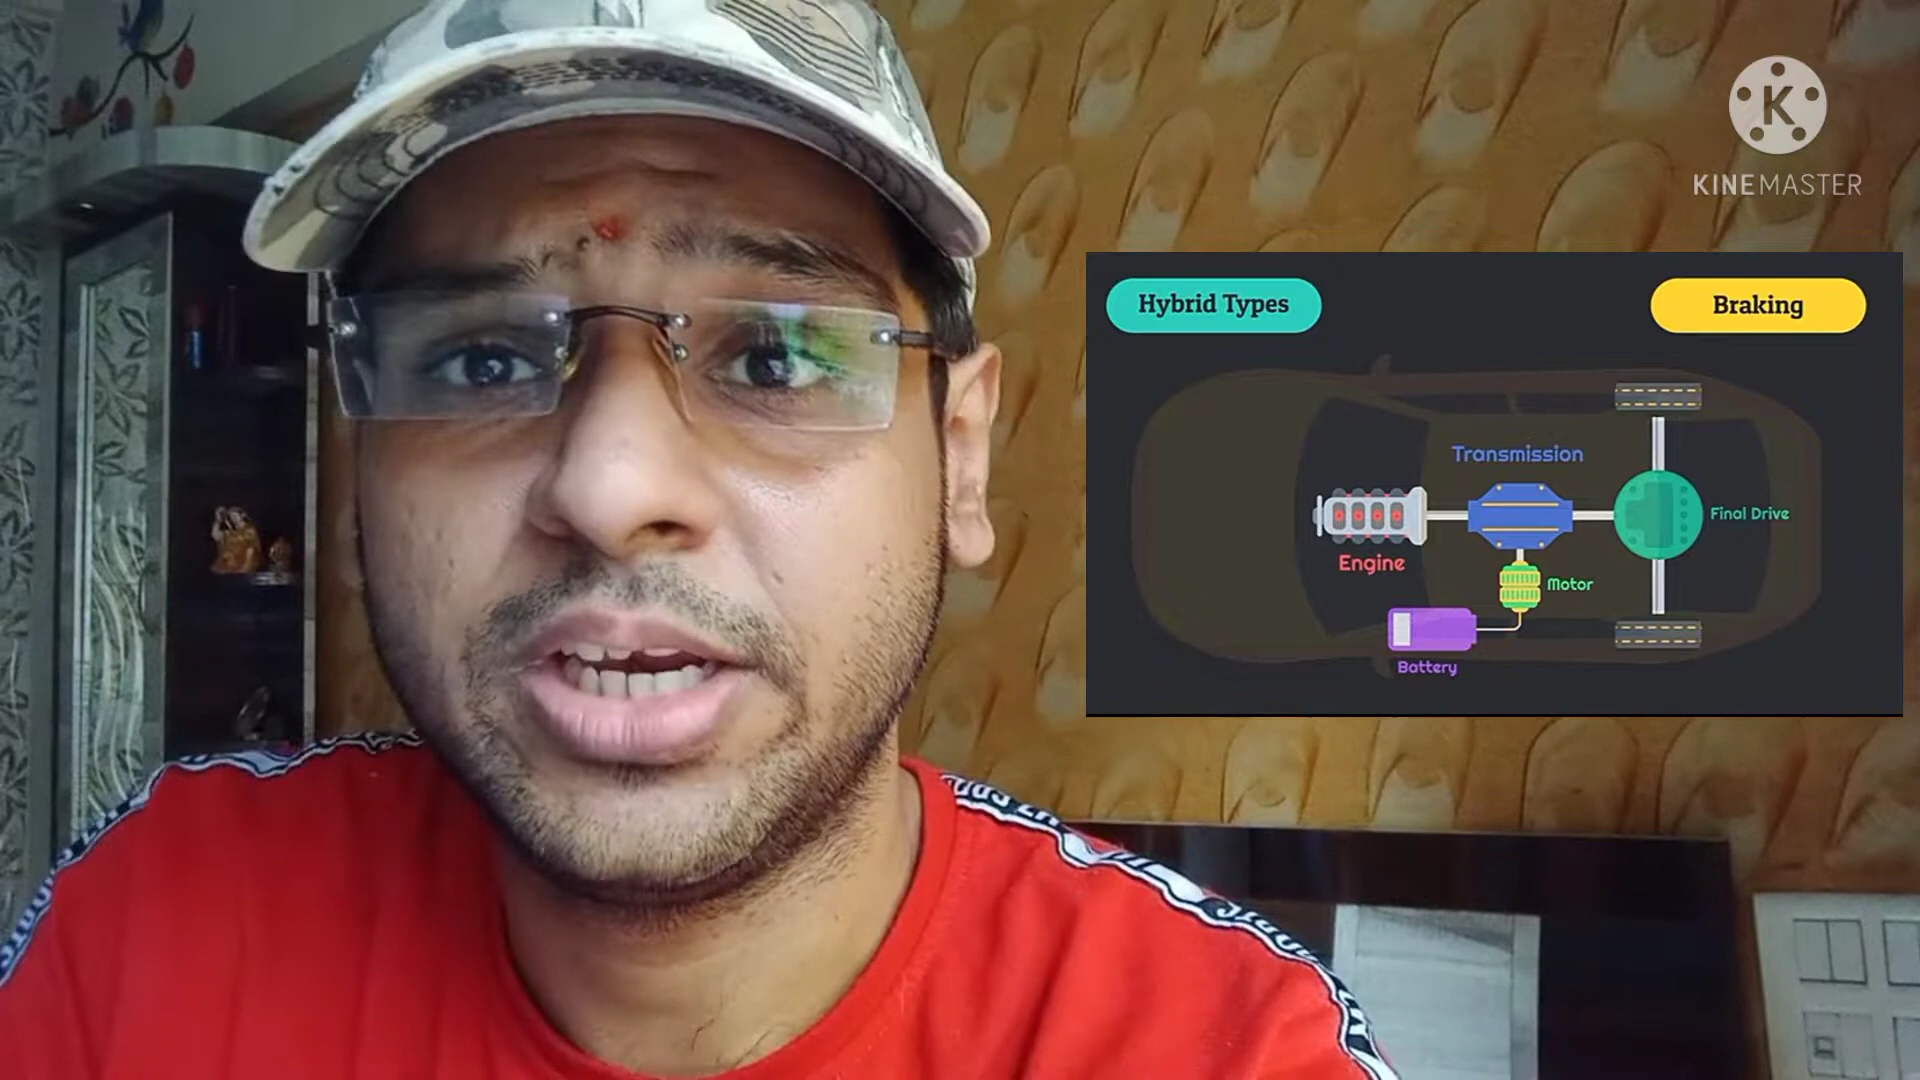 K
KINEMASTER
Hybrid Types
Braking
Transmission
Final Drive
Engine
Motor
Battery